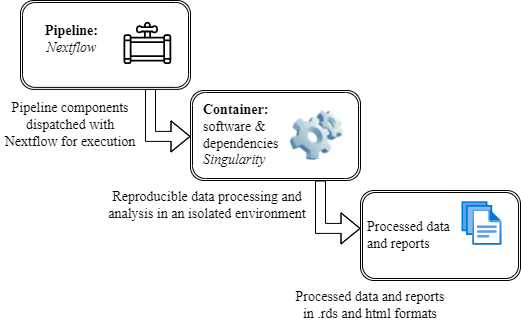 Pipeline:
Nextflow
Pipeline components
dispatched with
Nextflow for execution
Container:
software &
dependencies
Singularity
Reproducible data processing and
analysis in an isolated environment
Processed data
and reports
Processed data and reports
in .rds and html formats